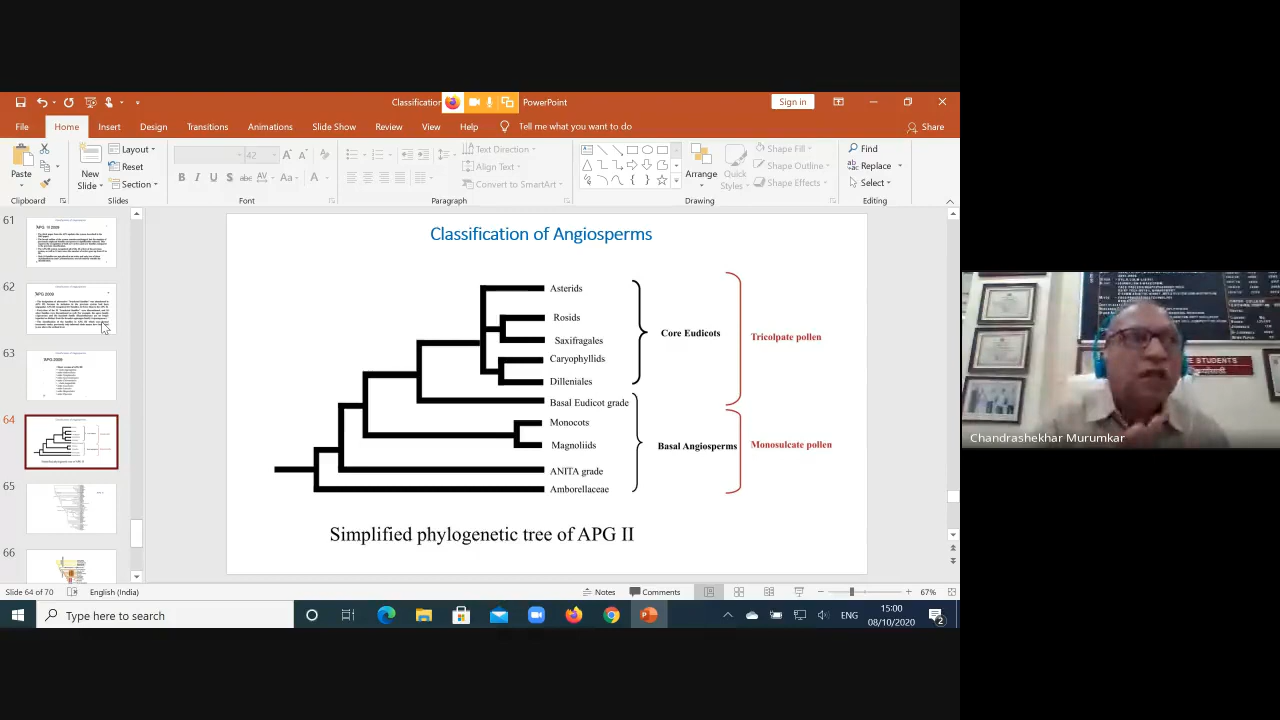 Classification
PowerPoint
Sign in
File
Home
Insert
Design
Transitions
Animations
Slide Show
Review
View
Help
Tell me what you want to do
Share
Paste
New
Slide
Layout
Reset
Section
42
B I U S abc AV Aa A
Text Direction
Align Text
Convert to SmartArt
Arrange
Quick
Styles
Shape Fill
Shape Outline
Shape Effects
Find
Replace
Select
Clipboard
Slides
Font
Paragraph
Drawing
Editing
61
62
63
64
65
66
Classification of Angiosperms
Asterids
Rosids
Saxifragales
Caryophyllids
Dilleniales
Basal Eudicot grade
Monocots
Magnoliids
ANITA grade
Amborellaceae
Core Eudicots
Basal Angiosperms
Tricolpate pollen
Monosulcate pollen
Simplified phylogenetic tree of APG II
Chandrashekhar Murumkar
Slide 64 of 70
English (India)
Notes
Comments
67%
Type here to search
ENG
15:00
08/10/2020
2